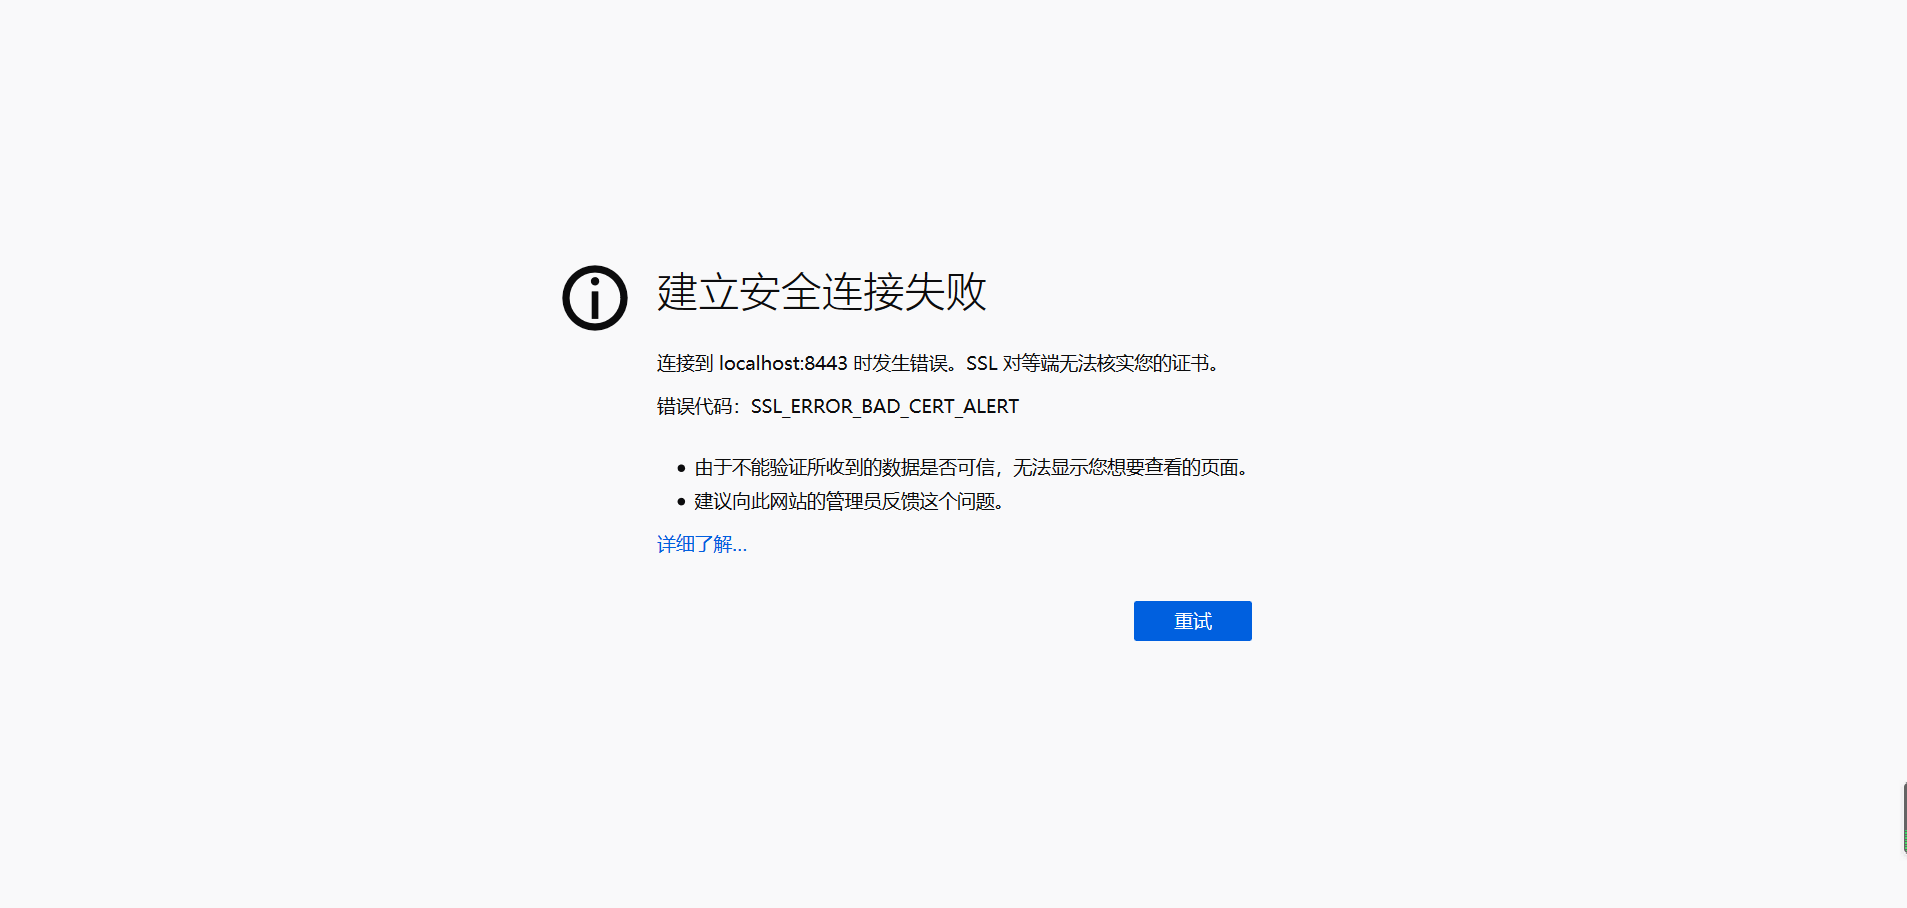 建立安全连接失败
连接到 localhost:8443 时发生错误。SSL 对等端无法核实您的证书。
错误代码：SSL_ERROR_BAD_CERT_ALERT
• 由于不能验证所收到的数据是否可信，无法显示您想要查看的页面。
• 建议向此网站的管理员反馈这个问题。
详细了解...
重试